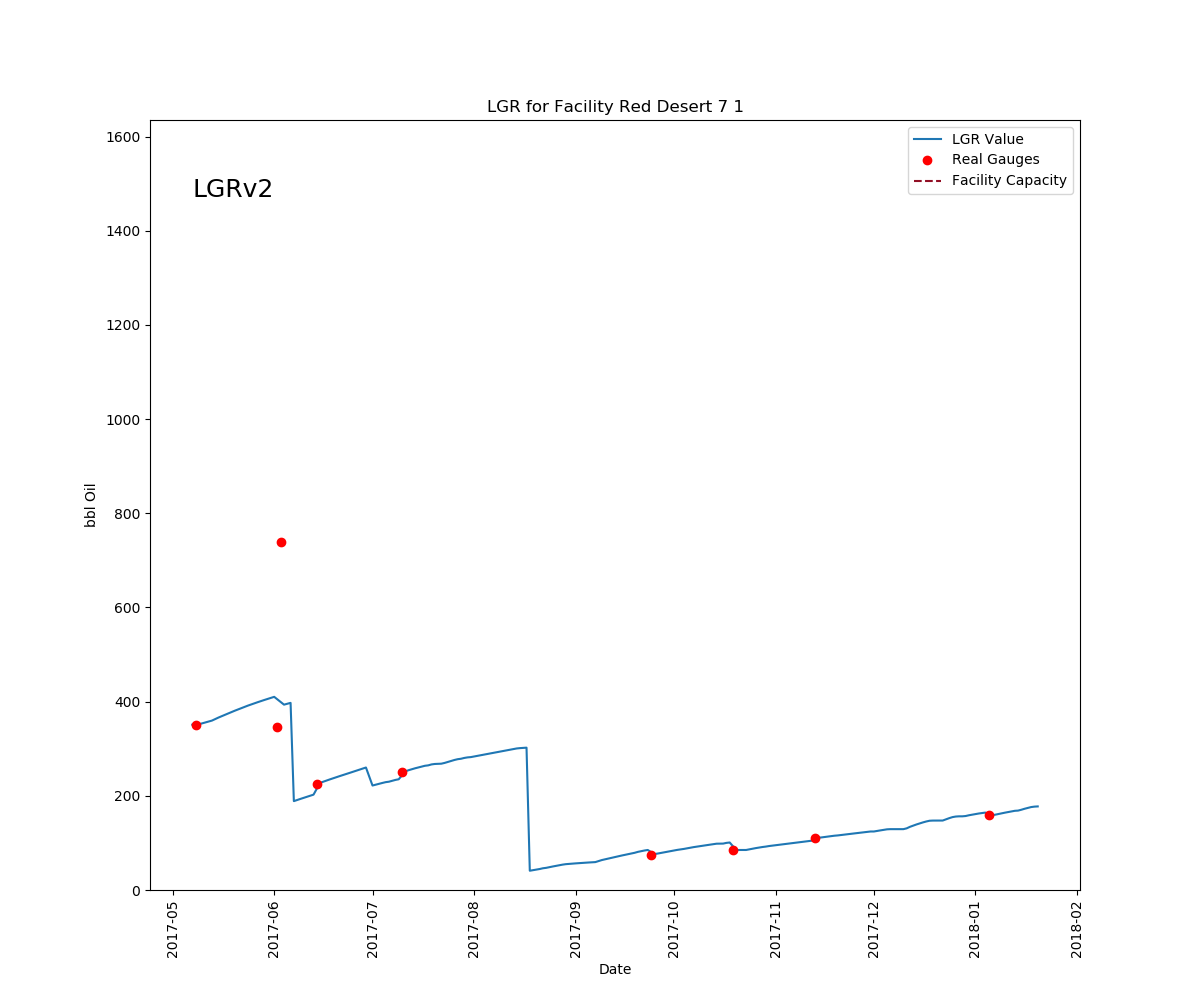 LGR for Facility Red Desert 7 1
LGRv2
LGR Value
Real Gauges
Facility Capacity
bbl Oil
1600
1400
1200
1000
800
600
400
200
0
2017-05
2017-06
2017-07
2017-08
2017-09
2017-10
2017-11
2017-12
2018-01
2018-02
Date